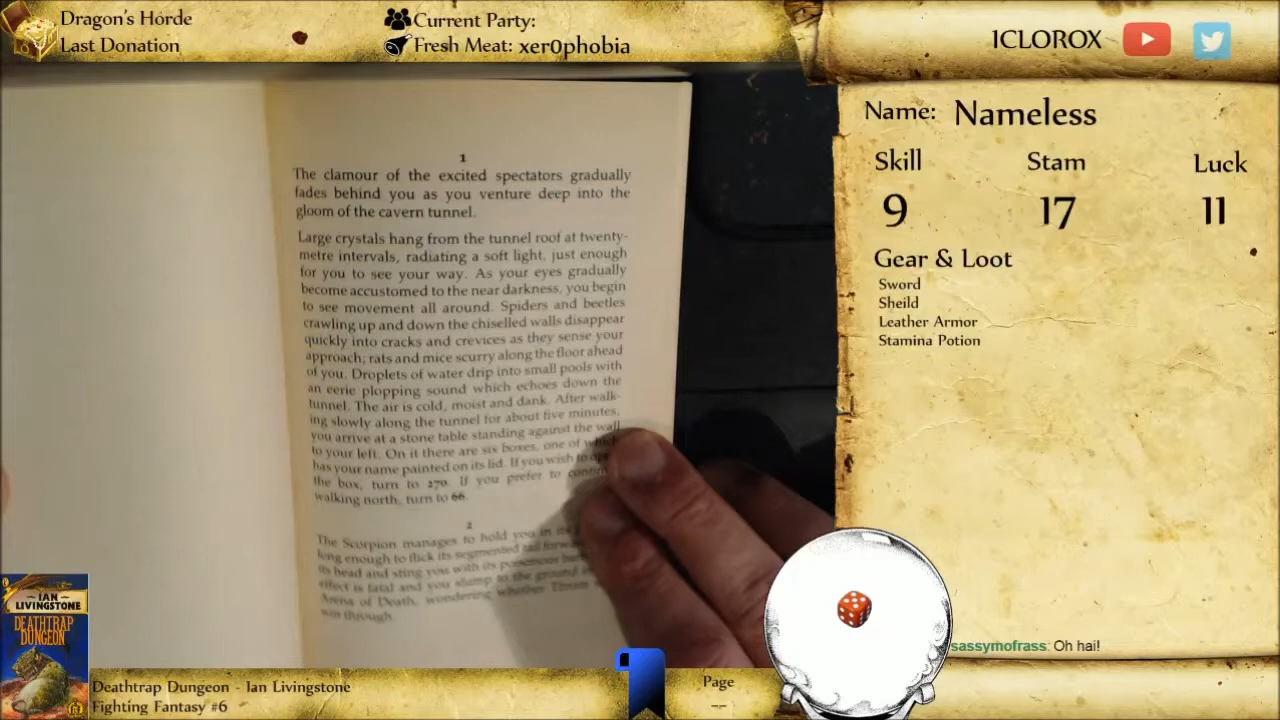 Dragon's Horde
Last Donation
Current Party:
Fresh Meat: xer0phobia
ICLOROX
1
The clamour of the excited spectators gradually
fades behind you as you venture deep into the
gloom of the cavern tunnel.
Large crystals hang from the tunnel roof at twenty-
metre intervals, radiating a soft light, just enough
for you to see your way. As your eyes gradually
become accustomed to the near darkness, you begin
to see movement all around. Spiders and beetles
crawling up and down the chiselled walls disappear
quickly into cracks and crevices as they sense your
approach; rats and mice scurry along the floor ahead
of you. Droplets of water drip into small pools with
an eerie plopping sound which echoes down the
tunnel. The air is cold, moist and dank. After walk-
ing slowly along the tunnel for about five minutes,
you arrive at a stone table standing against the wall
to your left. On it there are six boxes, one of which
has your name painted on its lid. If you wish to
the box, turn to 270. If you prefer to
walking north, turn to 66.
2
The Scorpion manages to hold you in its
long enough to flick its segmented tail
its head and sting you with its poisonous
effect is fatal and you slump to the ground
Arena of Death, wondering whether
win through.
Name: Nameless
Skill Stam Luck
9 17 11
Gear & Loot
Sword
Sheild
Leather Armor
Stamina Potion
sassymofrass: Oh hai!
IAN
LIVINGSTONE
DEATHTRAP
DUNGEON
Deathtrap Dungeon - Ian Livingstone
Fighting Fantasy #6
Page
--